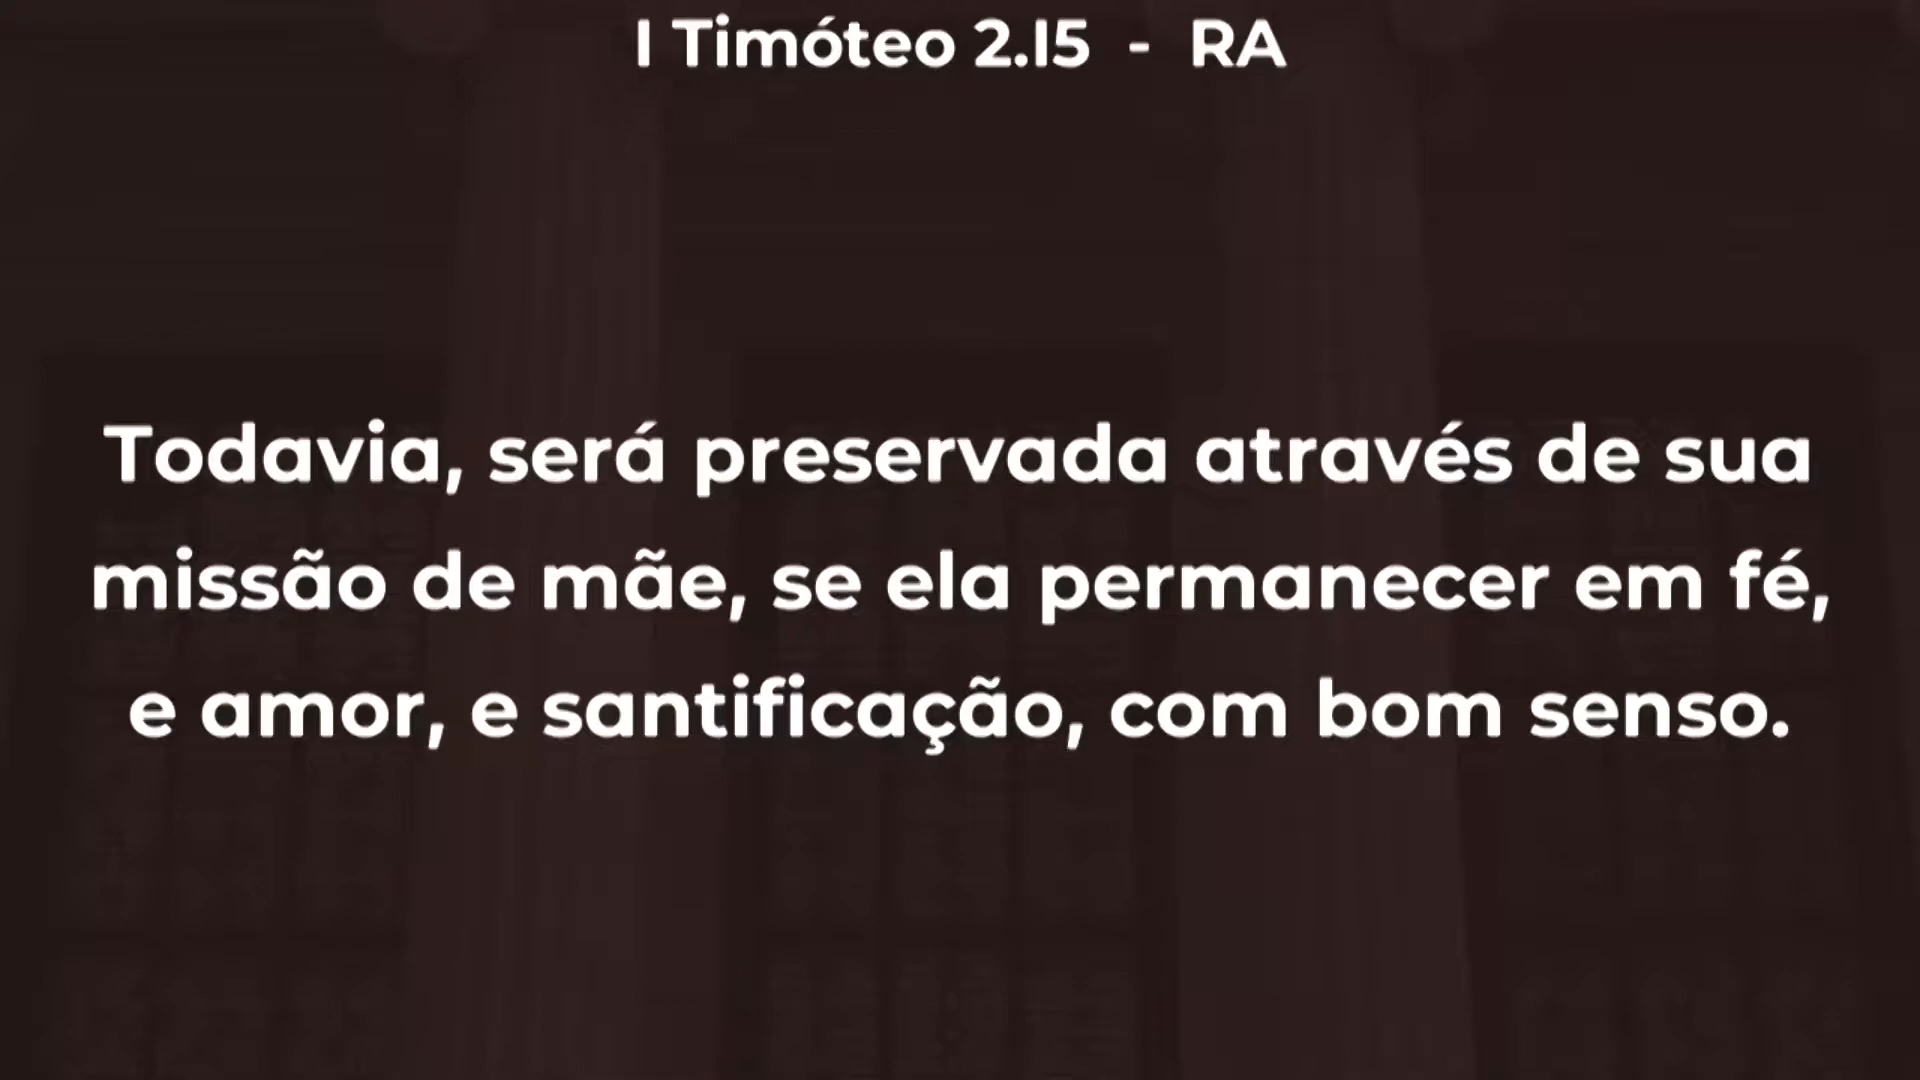 1 Timóteo 2.15 - RA
Todavia, será preservada através de sua
missão de mãe, se ela permanecer em fé,
e amor, e santificação, com bom senso.